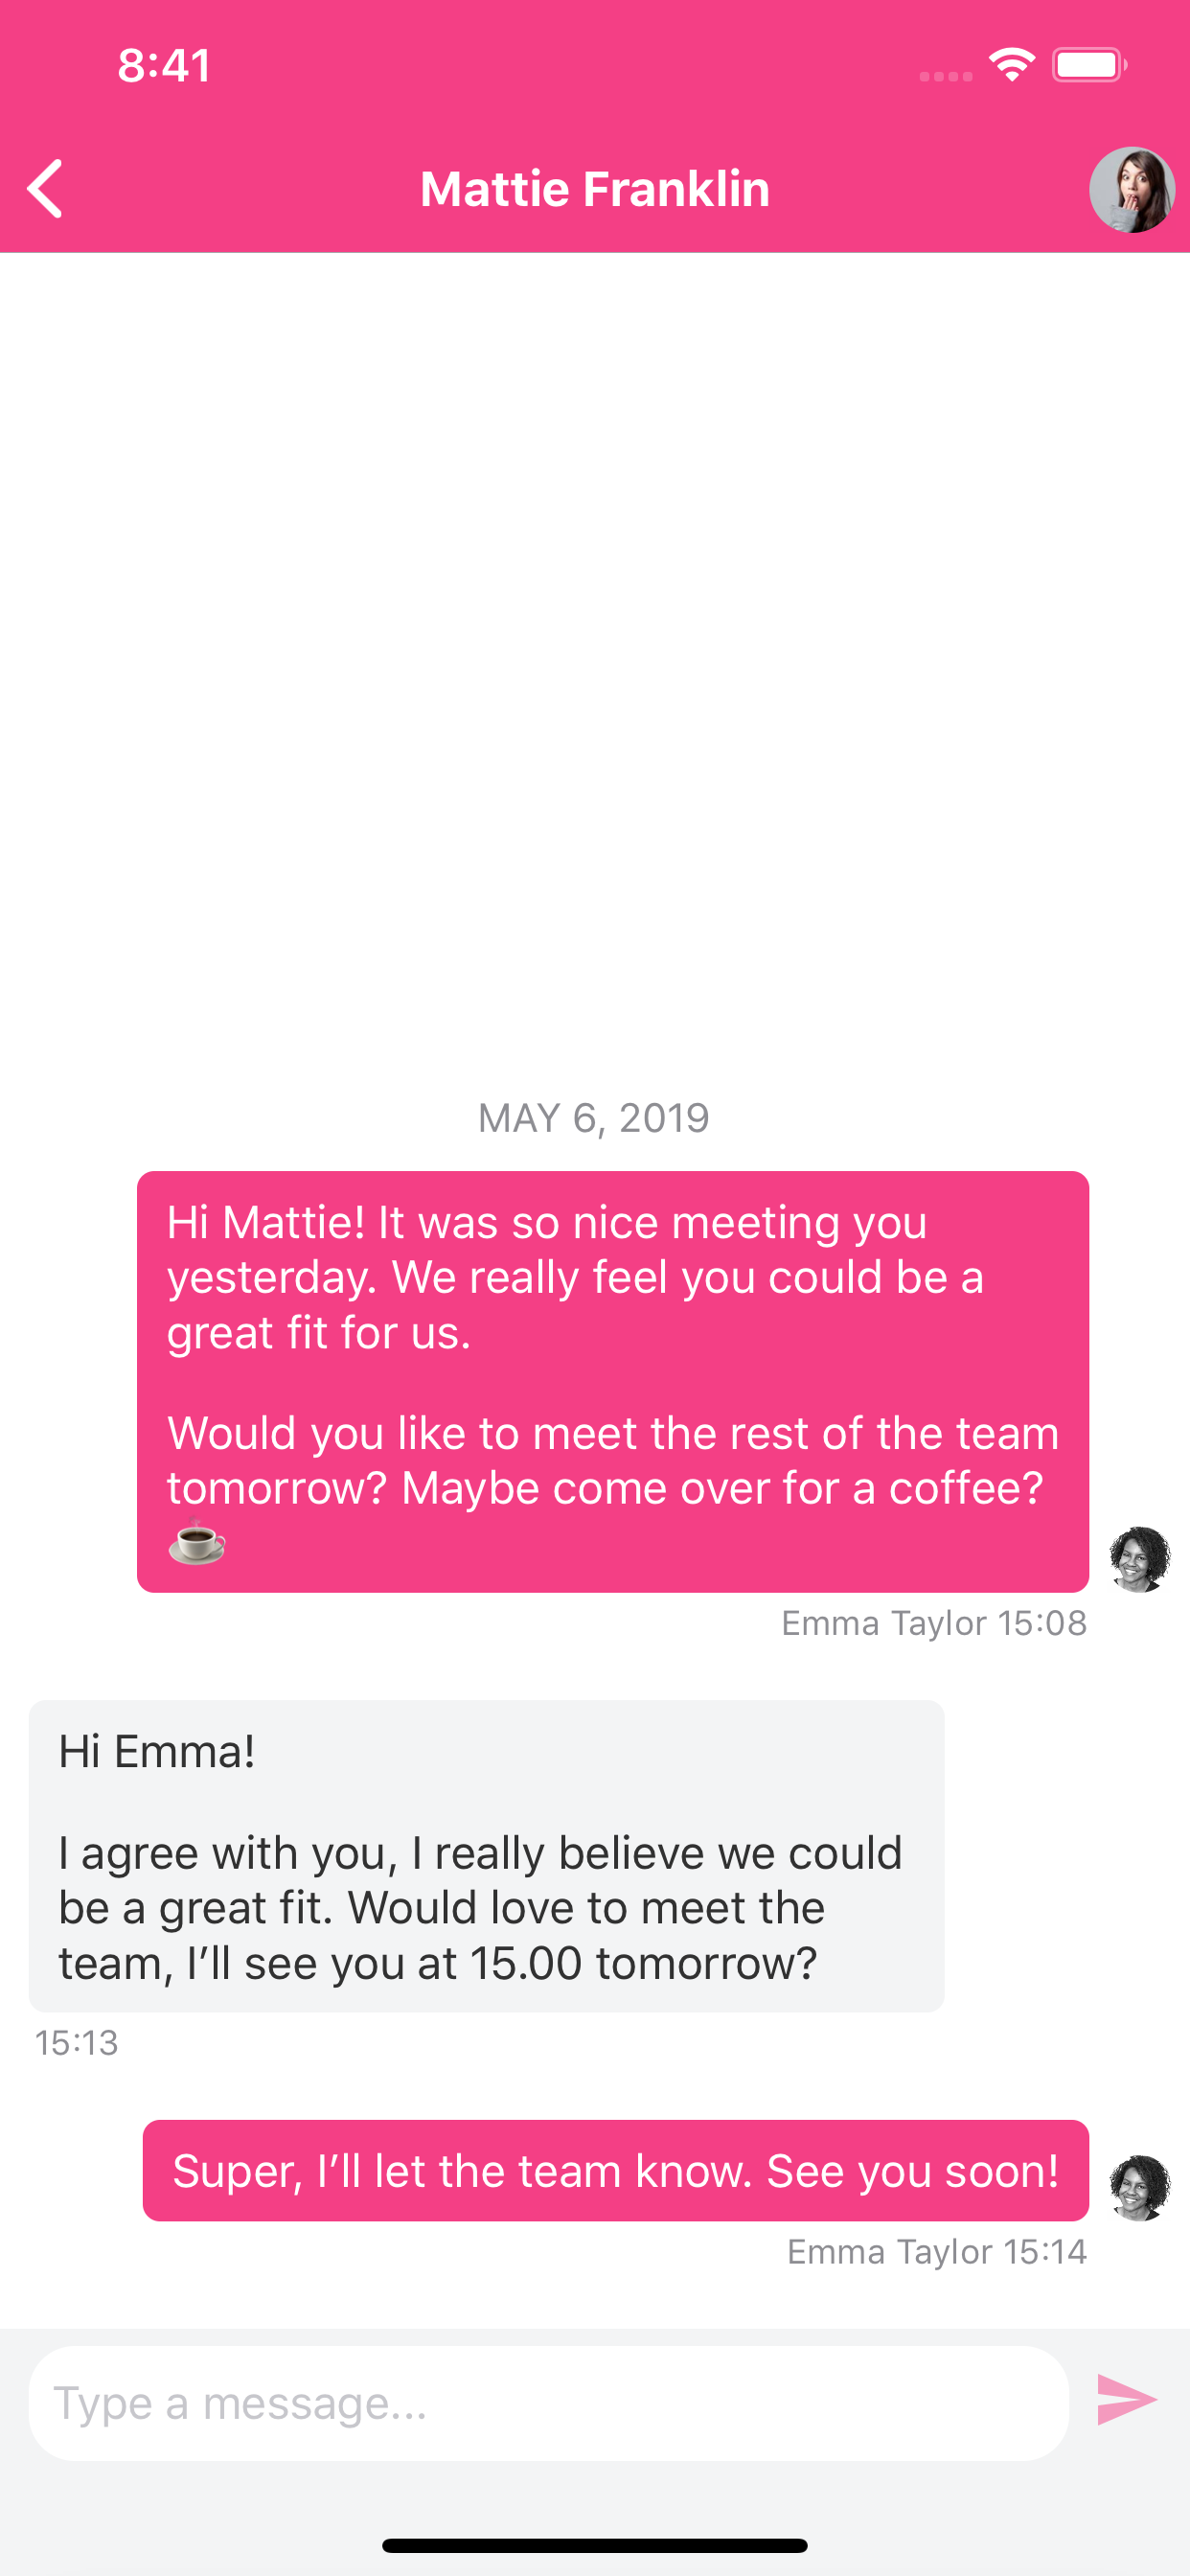 8:41
Mattie Franklin
MAY 6, 2019
Hi Mattie! It was so nice meeting you
yesterday. We really feel you could be a
great fit for us.
Would you like to meet the rest of the team
tomorrow? Maybe come over for a coffee?
☕
Emma Taylor 15:08
Hi Emma!
I agree with you, I really believe we could
be a great fit. Would love to meet the
team, I’ll see you at 15.00 tomorrow?
15:13
Super, I’ll let the team know. See you soon!
Emma Taylor 15:14
Type a message...